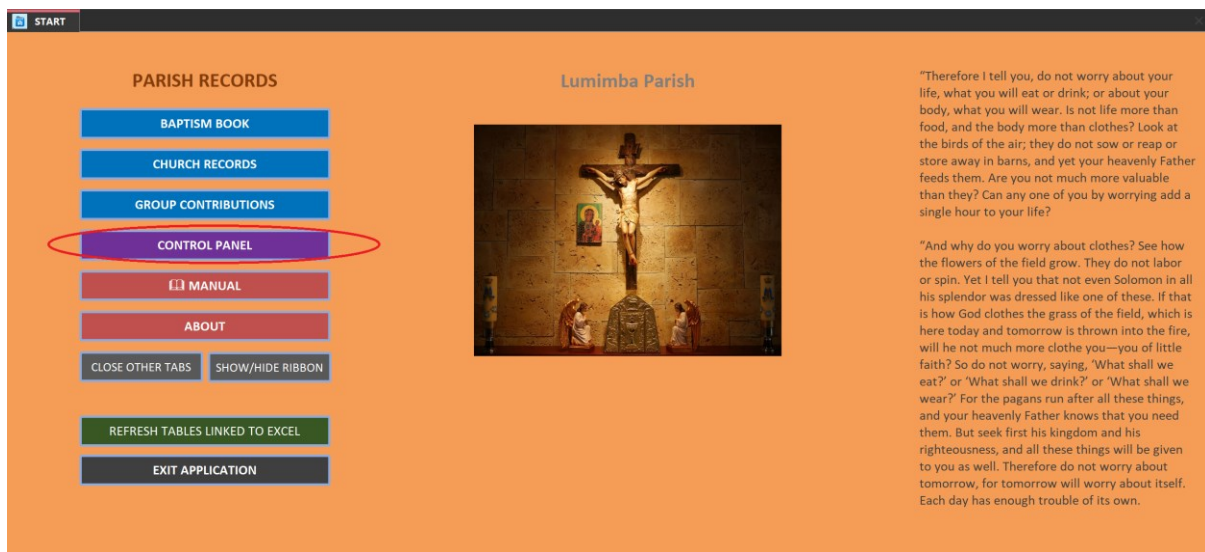 START
PARISH RECORDS
BAPTISM BOOK
CHURCH RECORDS
GROUP CONTRIBUTIONS
CONTROL PANEL
MANUAL
ABOUT
CLOSE OTHER TABS
SHOW/HIDE RIBBON
REFRESH TABLES LINKED TO EXCEL
EXIT APPLICATION
Lumimba Parish
“Therefore I tell you, do not worry about your
life, what you will eat or drink; or about your
body, what you will wear. Is not life more than
food, and the body more than clothes? Look at
the birds of the air; they do not sow or reap or
store away in barns, and yet your heavenly Father
feeds them. Are you not much more valuable
than they? Can any one of you by worrying add a
single hour to your life?
“And why do you worry about clothes? See how
the flowers of the field grow. They do not labor
or spin. Yet I tell you that not even Solomon in all
his splendor was dressed like one of these. If that
is how God clothes the grass of the field, which is
here today and tomorrow is thrown into the fire,
will he not much more clothe you—you of little
faith? So do not worry, saying, ‘What shall we
eat?’ or ‘What shall we drink?’ or ‘What shall we
wear?’ For the pagans run after all these things,
and your heavenly Father knows that you need
them. But seek first his kingdom and his
righteousness, and all these things will be given
to you as well. Therefore do not worry about
tomorrow, for tomorrow will worry about itself.
Each day has enough trouble of its own.